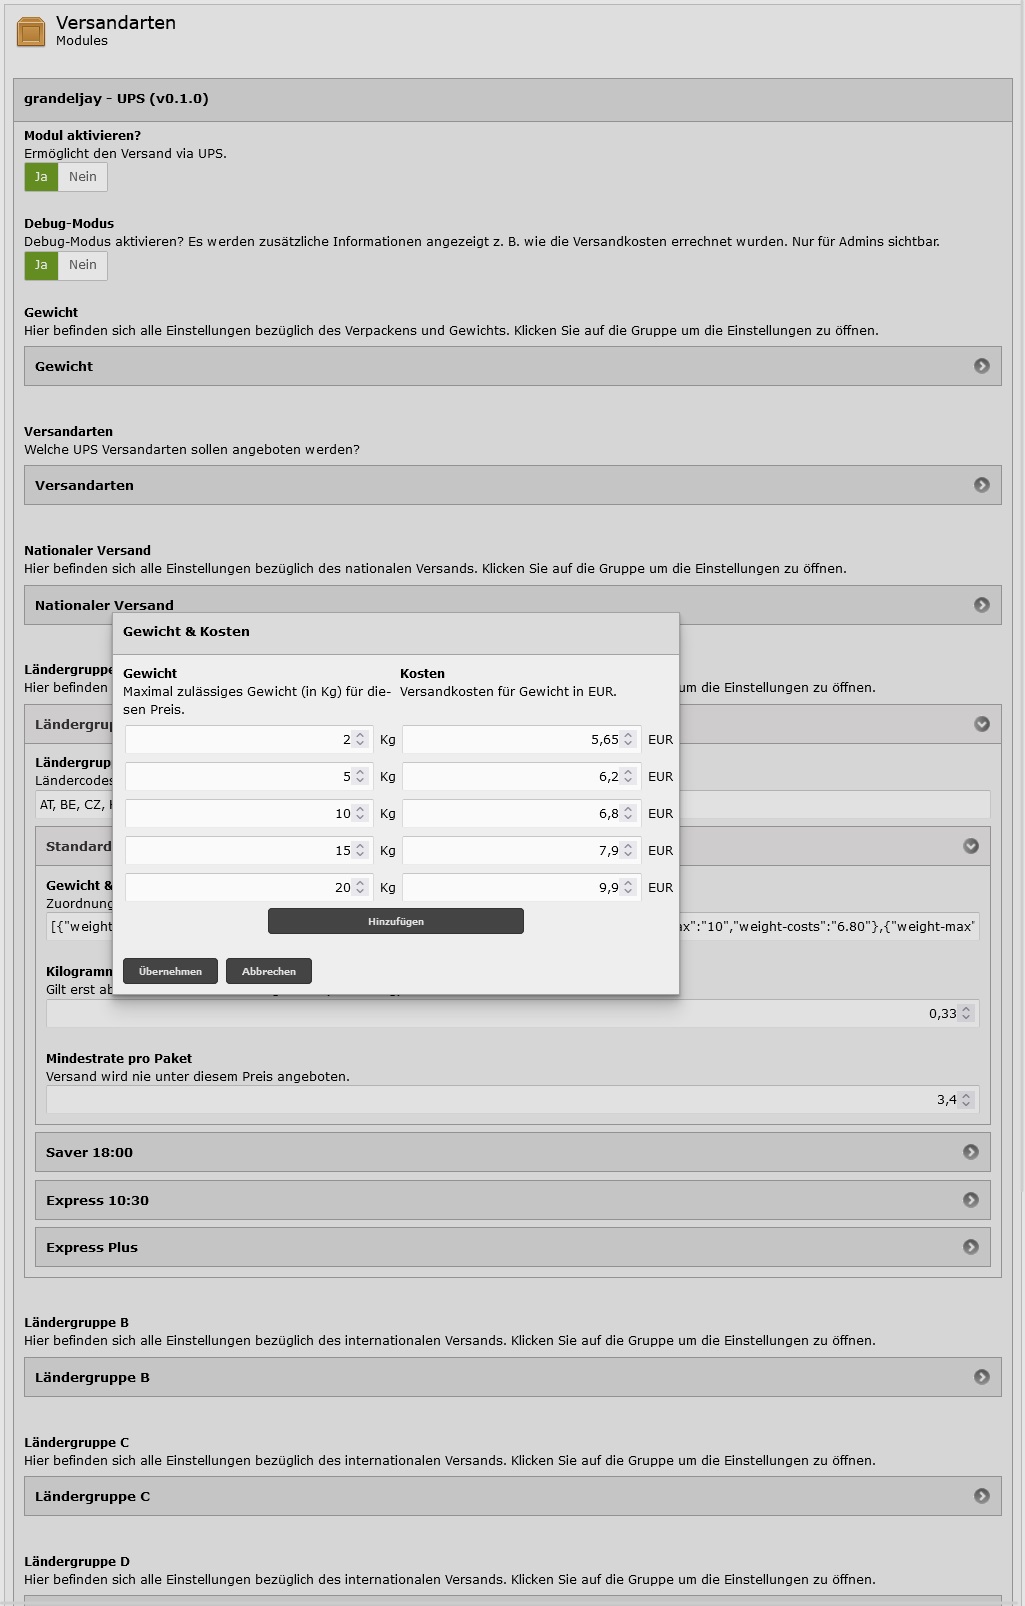 Versandarten
Modules
grandeljay - UPS (v0.1.0)
Modul aktivieren?
Ermöglicht den Versand via UPS.
Ja Nein
Debug-Modus
Debug-Modus aktivieren? Es werden zusätzliche Informationen angezeigt z. B. wie die Versandkosten errechnet wurden. Nur für Admins sichtbar.
Ja Nein
Gewicht
Hier befinden sich alle Einstellungen bezüglich des Verpackens und Gewichts. Klicken Sie auf die Gruppe um die Einstellungen zu öffnen.
Gewicht
Versandarten
Welche UPS Versandarten sollen angeboten werden?
Versandarten
Nationaler Versand
Hier befinden sich alle Einstellungen bezüglich des nationalen Versands. Klicken Sie auf die Gruppe um die Einstellungen zu öffnen.
Nationaler Versand
Gewicht & Kosten
Gewicht Kosten
Maximal zulässiges Gewicht (in Kg) für die- Versandkosten für Gewicht in EUR.
sen Preis.
2 Kg 5,65 EUR
5 Kg 6,2 EUR
10 Kg 6,8 EUR
15 Kg 7,9 EUR
20 Kg 9,9 EUR
Hinzufügen
Übernehmen Abbrechen
Ländergruppe
Hier befinden um die Einstellungen zu öffnen.
Ländergru
Ländergrup
Ländercodes
AT, BE, CZ,
Standard
Gewicht &
Zuordnung
[{"weight ax":"10","weight-costs":"6.80"},{"weight-max"
Kilogramm
Gilt erst ab
0,33
Mindestrate pro Paket
Versand wird nie unter diesem Preis angeboten.
3,4
Saver 18:00
Express 10:30
Express Plus
Ländergruppe B
Hier befinden sich alle Einstellungen bezüglich des internationalen Versands. Klicken Sie auf die Gruppe um die Einstellungen zu öffnen.
Ländergruppe B
Ländergruppe C
Hier befinden sich alle Einstellungen bezüglich des internationalen Versands. Klicken Sie auf die Gruppe um die Einstellungen zu öffnen.
Ländergruppe C
Ländergruppe D
Hier befinden sich alle Einstellungen bezüglich des internationalen Versands. Klicken Sie auf die Gruppe um die Einstellungen zu öffnen.